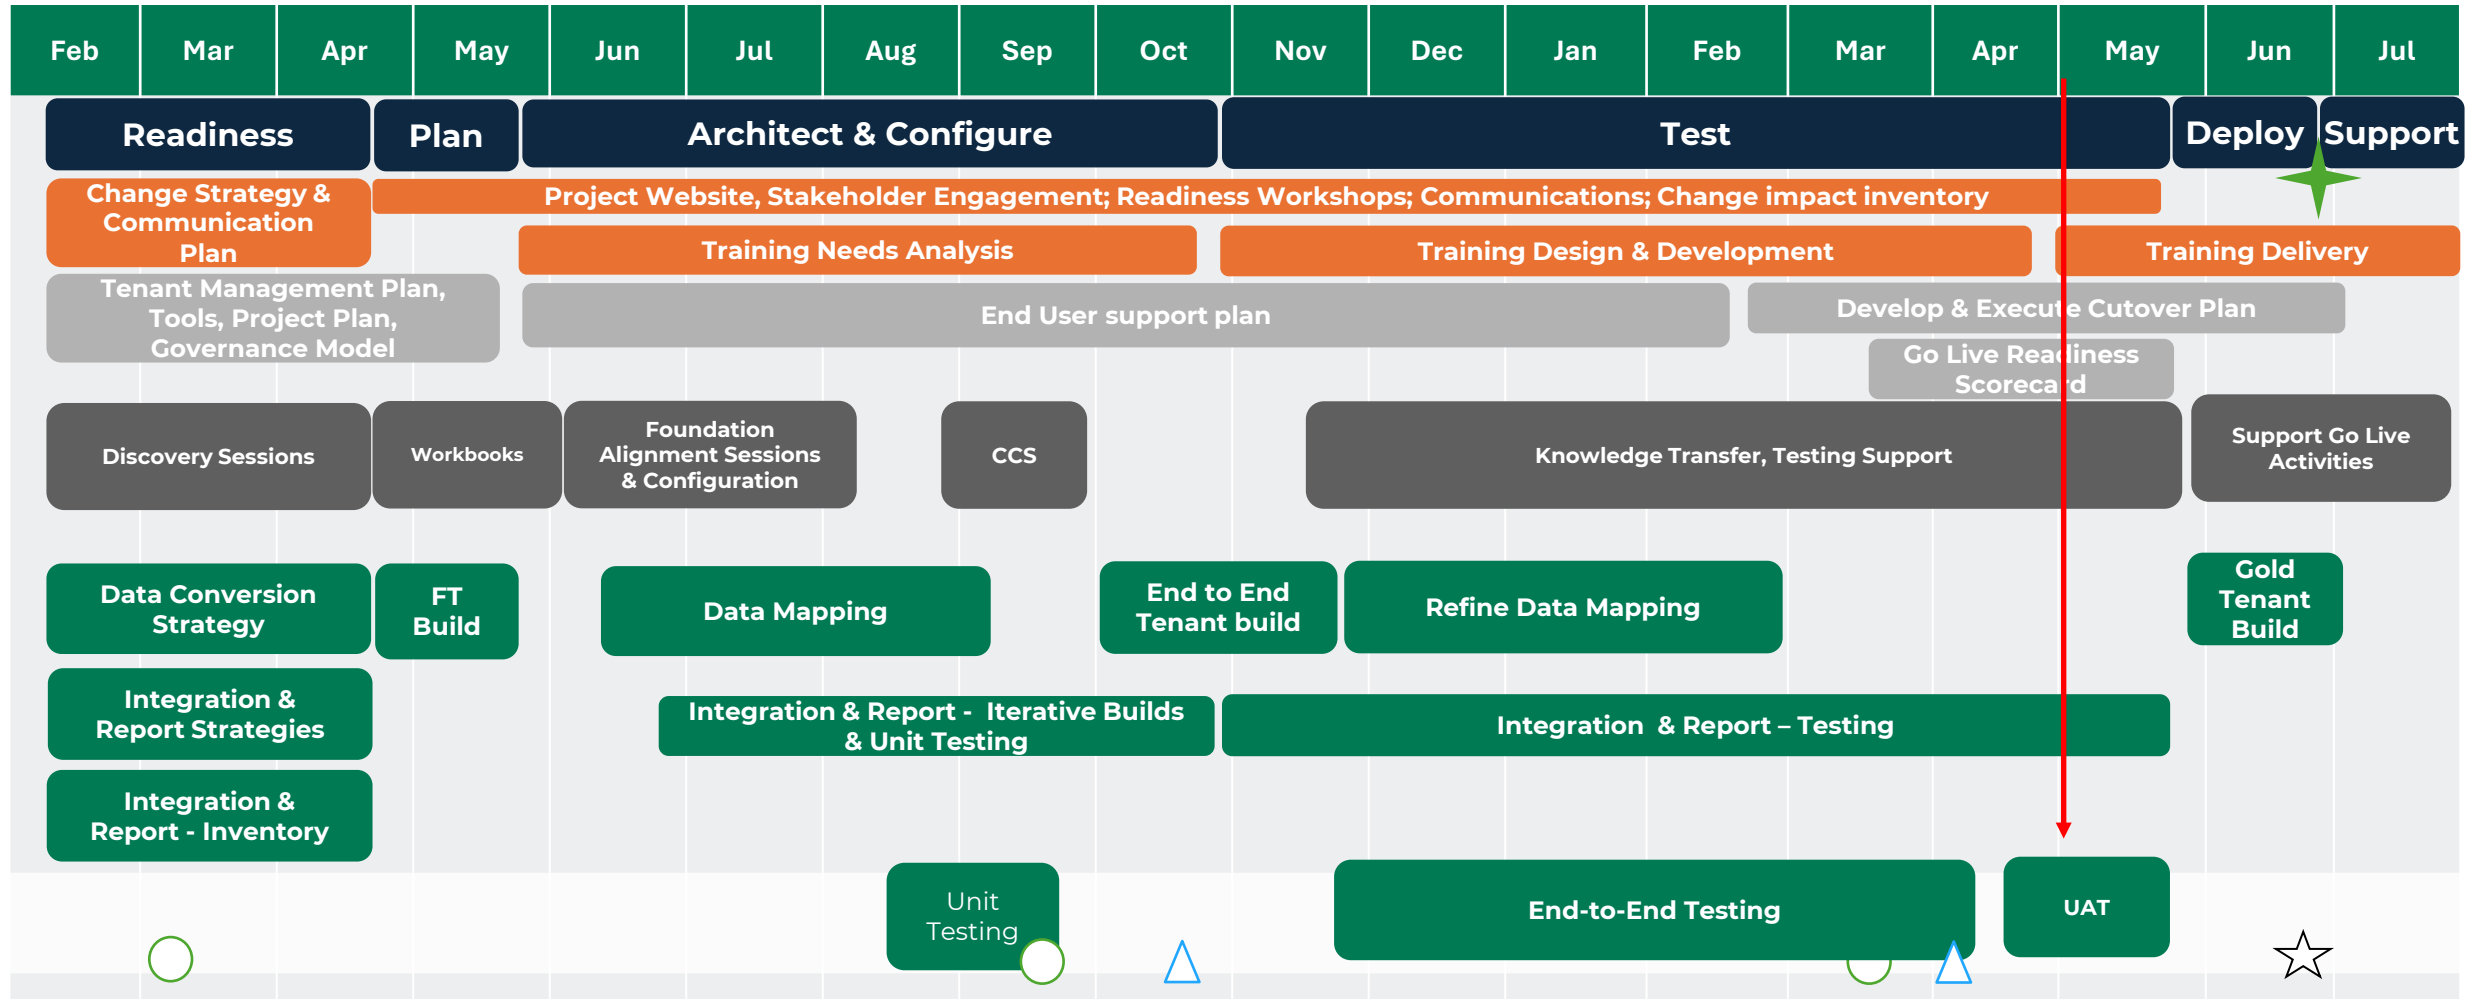 Feb Mar Apr May Jun Jul Aug Sep Oct Nov Dec Jan Feb Mar Apr May Jun Jul
Readiness
Plan
Architect & Configure
Test
Deploy
Support
Change Strategy &
Communication
Plan
Project Website, Stakeholder Engagement; Readiness Workshops; Communications; Change impact inventory
Training Needs Analysis
Training Design & Development
Training Delivery
Tenant Management Plan,
Tools, Project Plan,
Governance Model
End User support plan
Develop & Execute Cutover Plan
Go Live Readiness
Scorecard
Discovery Sessions
Workbooks
Foundation
Alignment Sessions
& Configuration
CCS
Knowledge Transfer, Testing Support
Support Go Live
Activities
Data Conversion
Strategy
FT
Build
Data Mapping
End to End
Tenant build
Refine Data Mapping
Gold
Tenant
Build
Integration &
Report Strategies
Integration & Report - Iterative Builds
& Unit Testing
Integration & Report – Testing
Integration &
Report - Inventory
Unit
Testing
End-to-End Testing
UAT